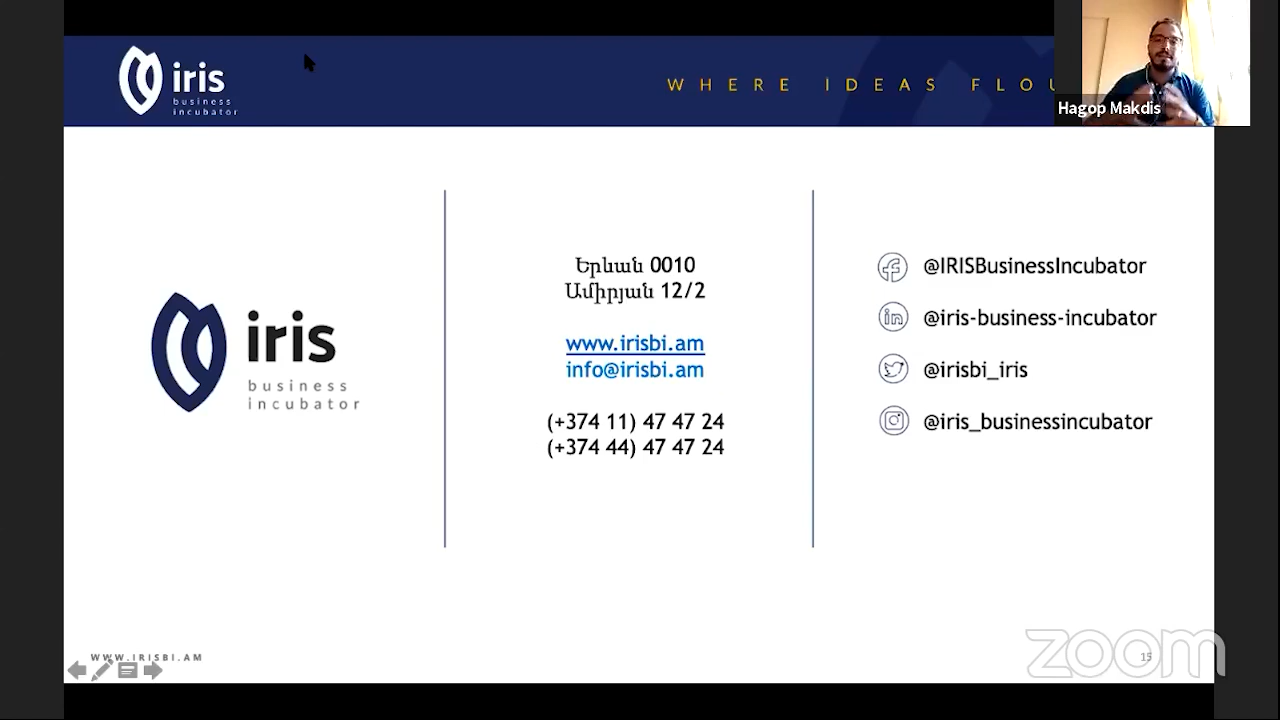 iris
business
incubator
WHERE IDEAS
Hagop Makdis
iris
business
incubator
Երևան 0010
Ամիրյան 12/2
www.irisbi.am
info@irisbi.am
(+374 11) 47 47 24
(+374 44) 47 47 24
@IRISBusinessIncubator
in
@iris-business-incubator
@irisbi_iris
@iris_businessincubator
WWW.IRISBI.AM
15
zoom